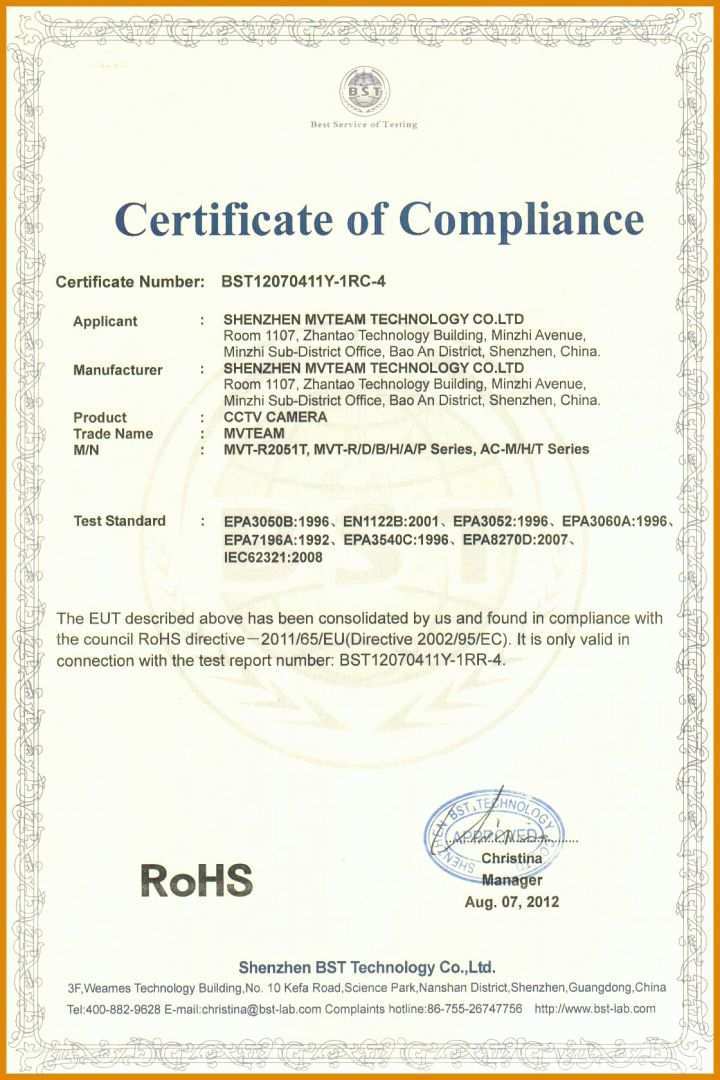 BST
Best Service of Testing
Certificate of Compliance
Certificate Number: BST12070411Y-1RC-4
Applicant : SHENZHEN MVTEAM TECHNOLOGY CO.LTD
Room 1107, Zhantao Technology Building, Minzhi Avenue,
Minzhi Sub-District Office, Bao An District, Shenzhen, China.
Manufacturer : SHENZHEN MVTEAM TECHNOLOGY CO.LTD
Room 1107, Zhantao Technology Building, Minzhi Avenue,
Minzhi Sub-District Office, Bao An District, Shenzhen, China.
Product : CCTV CAMERA
Trade Name : MVTEAM
M/N : MVT-R2051T, MVT-R/D/B/H/A/P Series, AC-M/H/T Series
BST
Test Standard : EPA3050B:1996、EN1122B:2001、EPA3052:1996、EPA3060A:1996、
EPA7196A:1992、EPA3540C:1996、EPA8270D:2007、
IEC62321:2008
The EUT described above has been consolidated by us and found in compliance with
the council RoHS directive－2011/65/EU(Directive 2002/95/EC). It is only valid in
connection with the test report number: BST12070411Y-1RR-4.
SHENZHEN BST TECHNOLOGY CO.,LTD
APPROVED
Christina
Manager
Aug. 07, 2012
RoHS
Shenzhen BST Technology Co.,Ltd.
3F,Weames Technology Building,No. 10 Kefa Road,Science Park,Nanshan District,Shenzhen,Guangdong,China
Tel:400-882-9628 E-mail:christina@bst-lab.com Complaints hotline:86-755-26747756 http://www.bst-lab.com